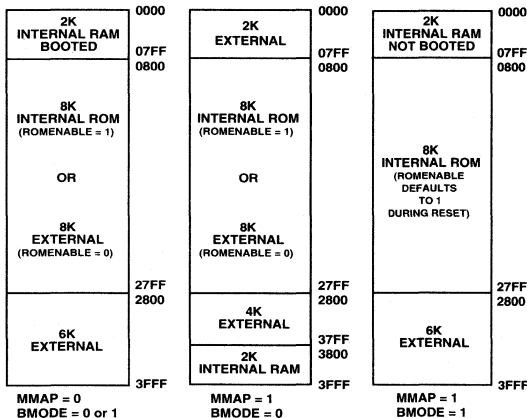 2K
INTERNAL RAM
BOOTED
0000
07FF
0800
8K
INTERNAL ROM
(ROMENABLE = 1)
OR
8K
EXTERNAL
(ROMENABLE = 0)
27FF
2800
6K
EXTERNAL
3FFF
MMAP = 0
BMODE = 0 or 1
2K
EXTERNAL
0000
07FF
0800
8K
INTERNAL ROM
(ROMENABLE = 1)
OR
8K
EXTERNAL
(ROMENABLE = 0)
27FF
2800
4K
EXTERNAL
37FF
3800
2K
INTERNAL RAM
3FFF
MMAP = 1
BMODE = 0
2K
INTERNAL RAM
NOT BOOTED
0000
07FF
0800
8K
INTERNAL ROM
(ROMENABLE
DEFAULTS
TO 1
DURING RESET)
27FF
2800
6K
EXTERNAL
3FFF
MMAP = 1
BMODE = 1